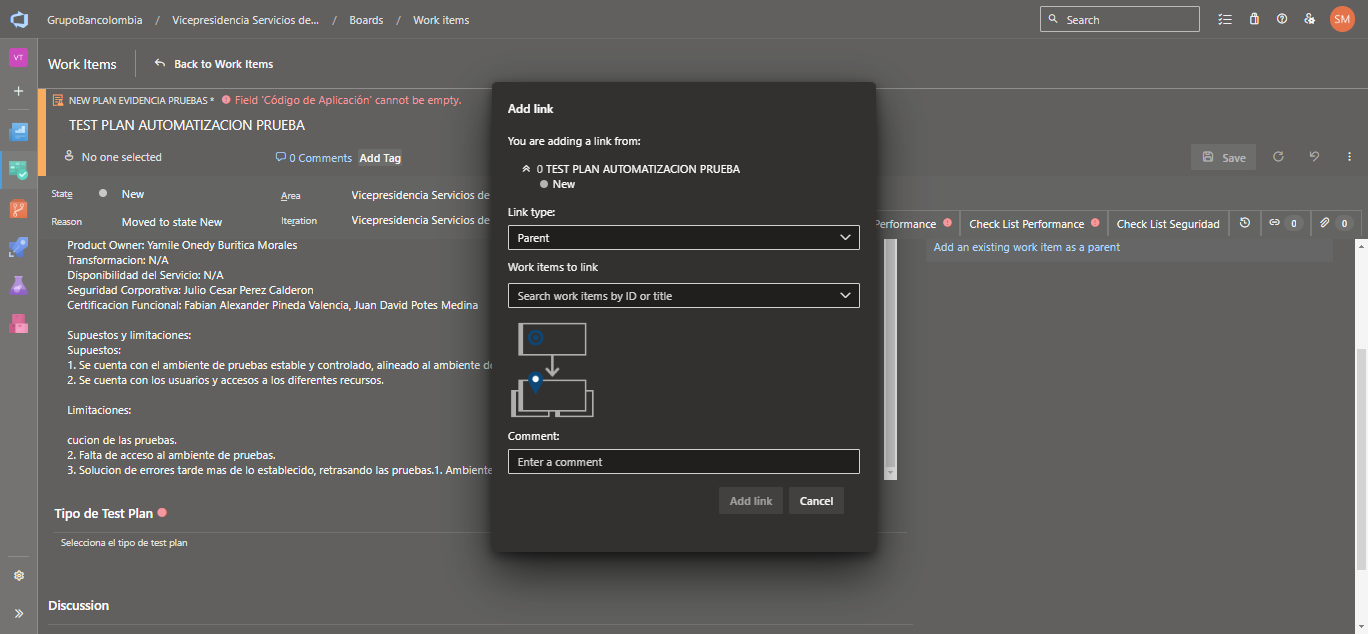 GrupoBancolombia / Vicepresidencia Servicios de... / Boards / Work items
Search
SM
VT
Work Items
Back to Work Items
NEW PLAN EVIDENCIA PRUEBAS * Field 'Código de Aplicación' cannot be empty.
TEST PLAN AUTOMATIZACION PRUEBA
No one selected
0 Comments
Add Tag
Save
State New
Area Vicepresidencia Servicios de
Reason Moved to state New
Iteration Vicepresidencia Servicios de
Performance
Check List Performance
Check List Seguridad
0
0
Product Owner: Yamile Onedy Buritica Morales
Transformacion: N/A
Disponibilidad del Servicio: N/A
Seguridad Corporativa: Julio Cesar Perez Calderon
Certificacion Funcional: Fabian Alexander Pineda Valencia, Juan David Potes Medina
Supuestos y limitaciones:
Supuestos:
1. Se cuenta con el ambiente de pruebas estable y controlado, alineado al ambiente de
2. Se cuenta con los usuarios y accesos a los diferentes recursos.
Limitaciones:
cucion de las pruebas.
2. Falta de acceso al ambiente de pruebas.
3. Solucion de errores tarde mas de lo establecido, retrasando las pruebas.1. Ambiente
Tipo de Test Plan
Selecciona el tipo de test plan
Discussion
Add an existing work item as a parent
Add link
You are adding a link from:
0 TEST PLAN AUTOMATIZACION PRUEBA
New
Link type:
Parent
Work items to link
Search work items by ID or title
Comment:
Enter a comment
Add link
Cancel